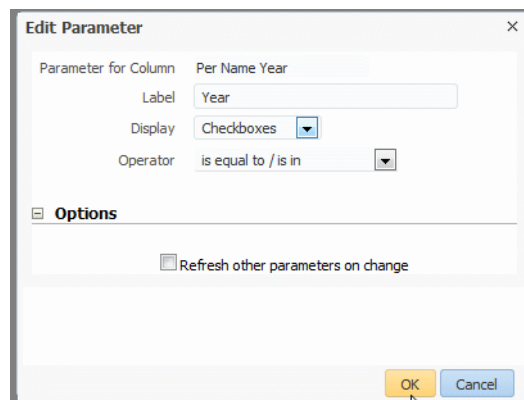 Edit Parameter
Parameter for Column Per Name Year
Label Year
Display Checkboxes
Operator is equal to / is in
Options
Refresh other parameters on change
OK Cancel